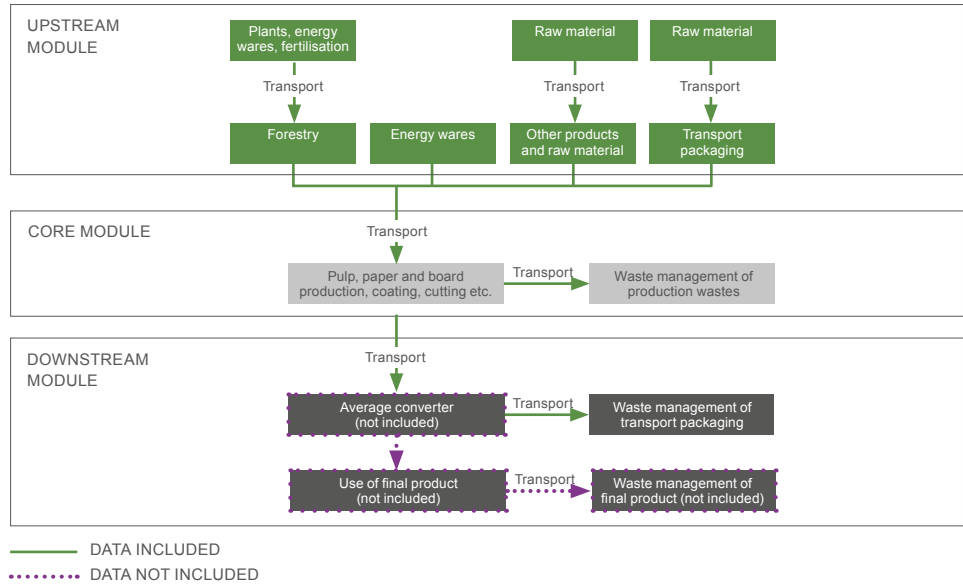 UPSTREAM
MODULE
Plants, energy
wares, fertilisation
Raw material
Raw material
Transport
Transport
Transport
Forestry
Energy wares
Other products
and raw material
Transport
packaging
CORE MODULE
Transport
Pulp, paper and board
production, coating, cutting etc.
Transport
Waste management of
production wastes
DOWNSTREAM
MODULE
Transport
Average converter
(not included)
Transport
Waste management of
transport packaging
Use of final product
(not included)
Transport
Waste management of
final product (not included)
DATA INCLUDED
DATA NOT INCLUDED